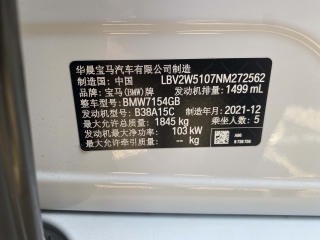 华晨宝马汽车有限公司制造
制造国: 中国 LBV2W5107NM272562
品牌: 宝马(BMW)牌 发动机排量: 1499 mL
整车型号: BMW7154GB
发动机型号: B38A15C 制造年月: 2021-12
最大允许总质量: 1845 kg 乘坐人数: 5
发动机最大净功率: 103 kW
最大允许牵引质量: -- kg